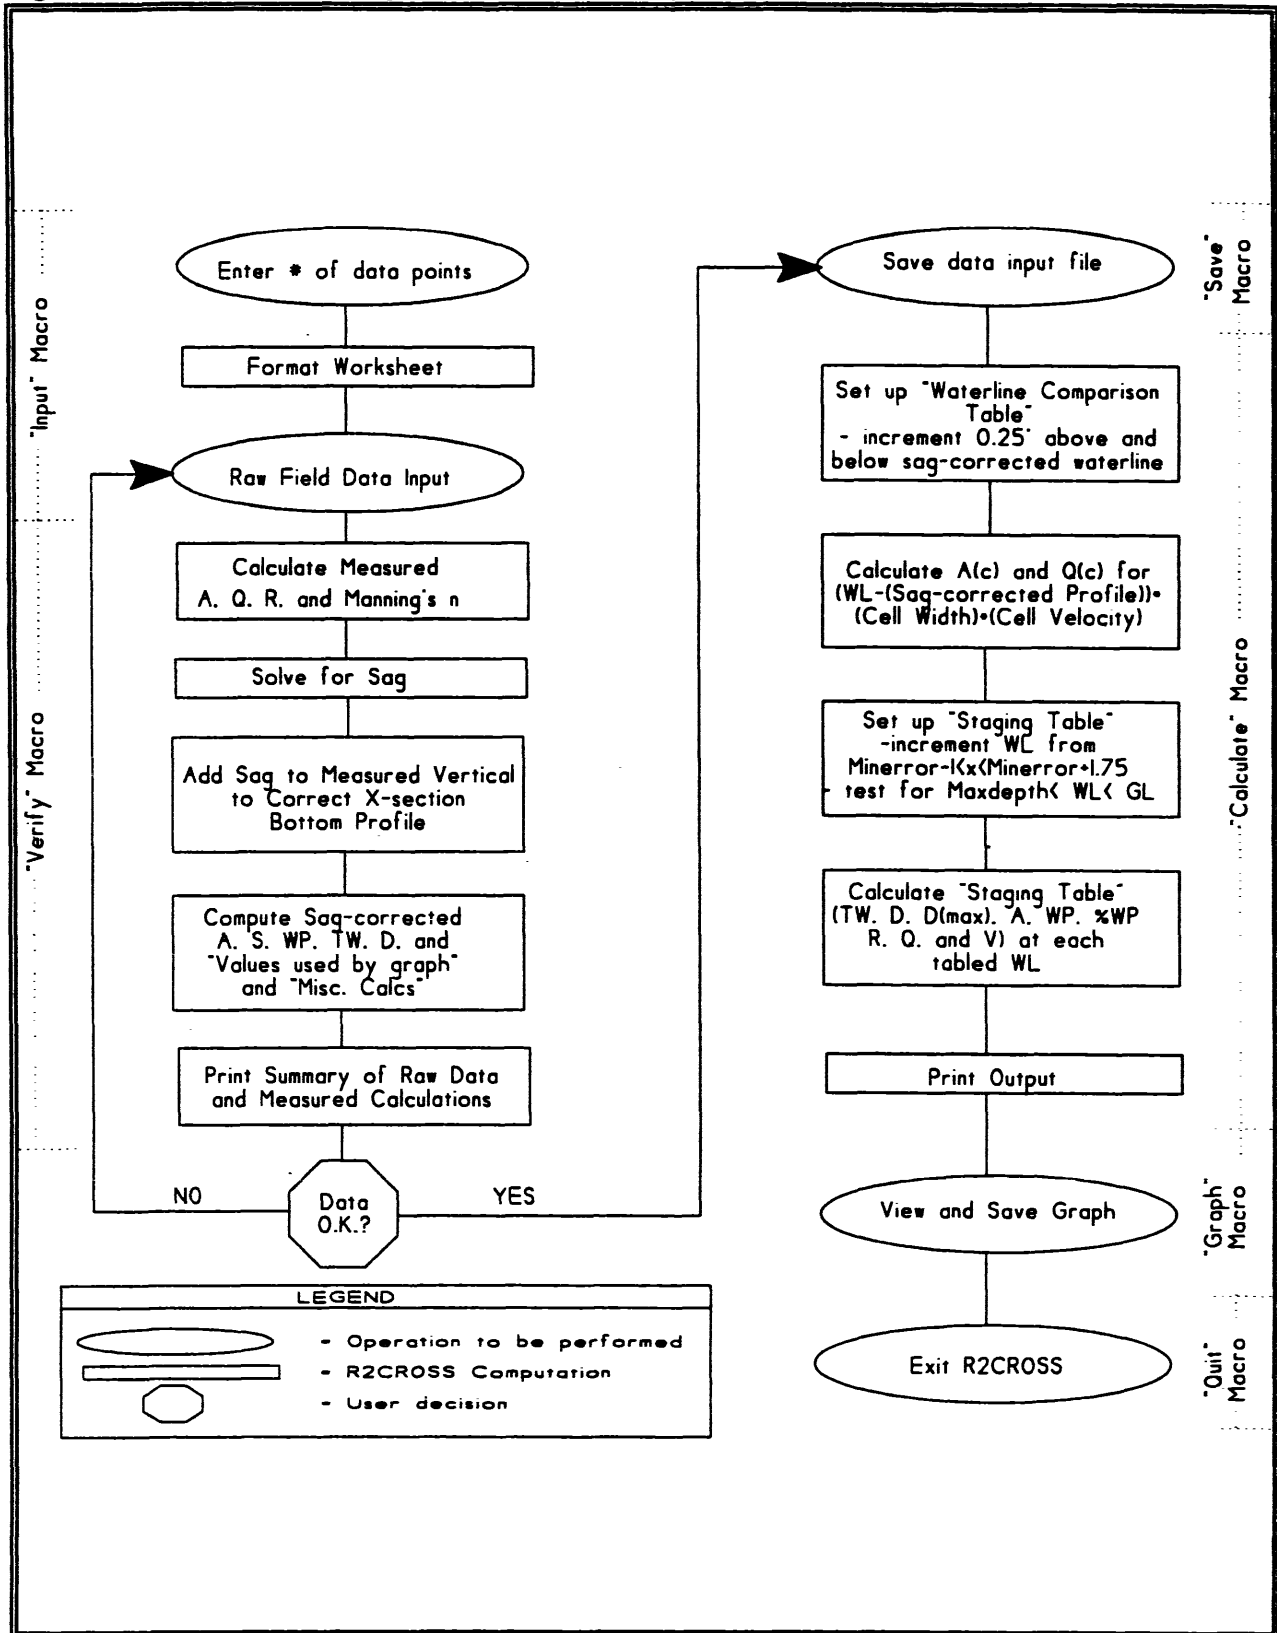 "Input" Macro
Enter # of data points
Format Worksheet
Raw Field Data Input
"Verify" Macro
Calculate Measured
A. Q. R. and Manning's n
Solve for Sag
Add Sag to Measured Vertical
to Correct X-section
Bottom Profile
Compute Sag-corrected
A. S. WP. TW. D. and
"Values used by graph"
and "Misc. Calcs"
Print Summary of Raw Data
and Measured Calculations
Data
O.K.?
NO
YES
"Save"
Macro
Save data input file
"Calculate" Macro
Set up "Waterline Comparison
Table"
- increment 0.25' above and
below sag-corrected waterline
Calculate A(c) and Q(c) for
(WL-(Sag-corrected Profile))*
(Cell Width)*(Cell Velocity)
Set up "Staging Table"
-increment WL from
Minerror-1<x<Minerror+1.75
- test for Maxdepth< WL< GL
Calculate "Staging Table"
(TW. D. D(max). A. WP. %WP
R. Q. and V) at each
tabled WL
Print Output
"Graph"
Macro
View and Save Graph
"Quit"
Macro
Exit R2CROSS
LEGEND
- Operation to be performed
- R2CROSS Computation
- User decision